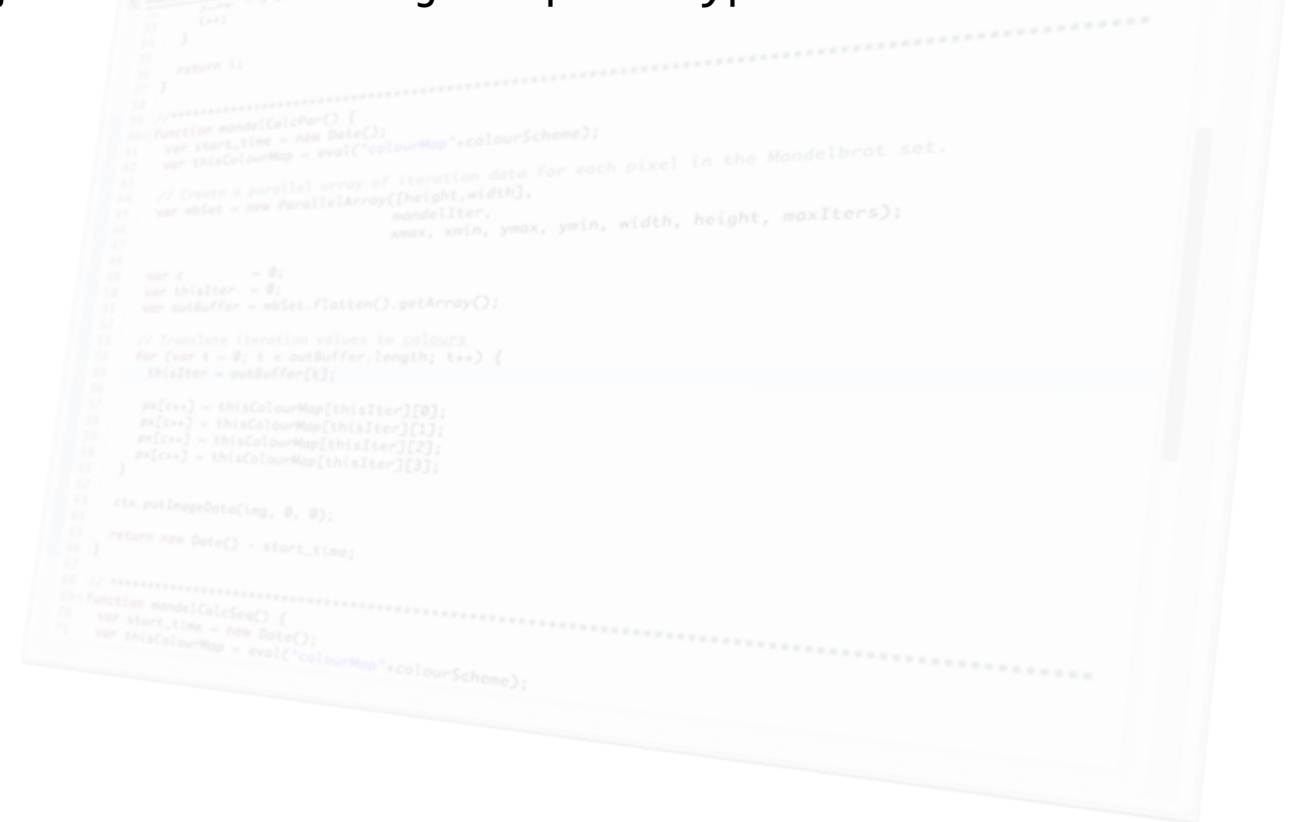 i++;
}
return i;
}
//**********************************************************************************************
function mandelCalcPar() {
var start_time = new Date();
var thisColourMap = eval("colourMap"+colourScheme);
// Create a parallel array of iteration data for each pixel in the Mandelbrot set.
var mbSet = new ParallelArray([height,width],
mandelIter,
xmax, xmin, ymax, ymin, width, height, maxIters);
var c = 0;
var thisIter = 0;
var outBuffer = mbSet.flatten().getArray();
// Translate iteration values to colours
for (var t = 0; t < outBuffer.length; t++) {
thisIter = outBuffer[t];
px[c++] = thisColourMap[thisIter][0];
px[c++] = thisColourMap[thisIter][1];
px[c++] = thisColourMap[thisIter][2];
px[c++] = thisColourMap[thisIter][3];
}
ctx.putImageData(img, 0, 0);
return new Date() - start_time;
}
// **********************************************************************************************
function mandelCalcSeq() {
var start_time = new Date();
var thisColourMap = eval("colourMap"+colourScheme);